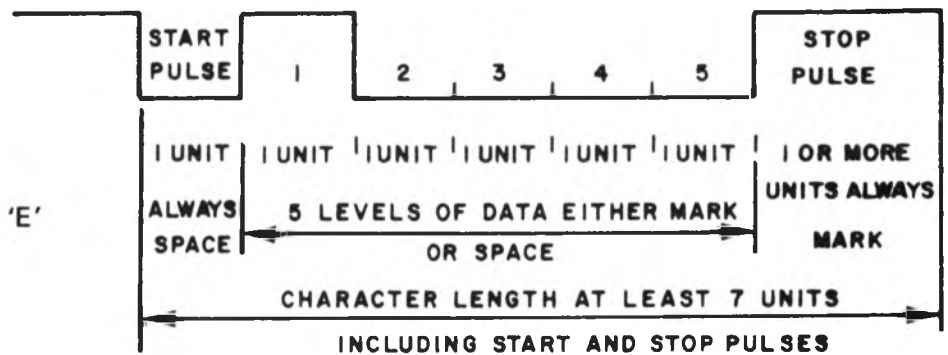 START STOP
PULSE 1 2 3 4 5 PULSE
1 UNIT 1 UNIT 1 UNIT 1 UNIT 1 UNIT 1 UNIT 1 OR MORE
UNITS ALWAYS
'E' ALWAYS 5 LEVELS OF DATA EITHER MARK
SPACE OR SPACE MARK
CHARACTER LENGTH AT LEAST 7 UNITS
INCLUDING START AND STOP PULSES